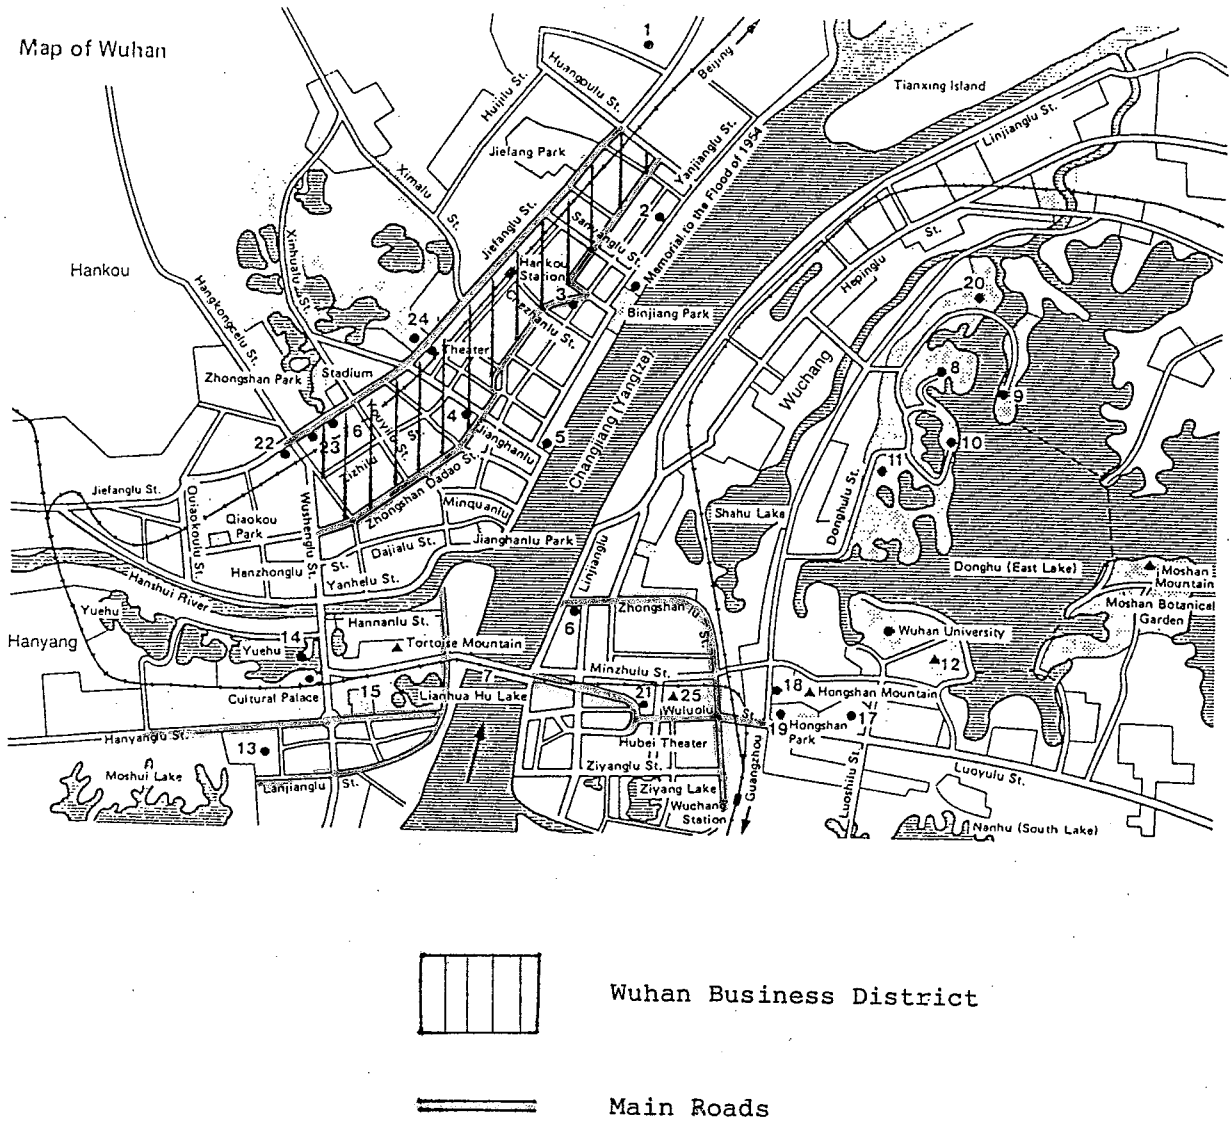 Map of Wuhan
1
Beijing
Huangpulu St.
Huijilu St.
Tianxing Island
Linjianglu St.
Jiefang Park
Yanjianglu St.
Memorial to the Flood of 1954
Ximalu St.
2
Jiefanglu St.
Sanyanglu St.
St.
Hepinglu
Hankou
Xinhualu St.
Hankou Station
20
Hangkongcelu St.
3
Chezhanlu St.
Binjiang Park
24
Theater
Wuchang
8
Zhongshan Park
Stadium
9
Changjiang (Yangtze)
4
5
10
22
23
16
St.
Jianghanlu St.
11
Zhongshan Dadao St.
Jiefanglu St.
Qiaokoulu St.
Wushenglu St.
Minquanlu
Shahu Lake
Donghulu St.
Qiaokou Park
Jianghanlu Park
Dajialu St.
Hanzhonglu St.
Yanhelu St.
Linjianglu
Donghu (East Lake)
Moshan Mountain
Hanshui River
Moshan Botanical Garden
Yuehu
Hannanlu St.
Zhongshanlu St.
6
Wuhan University
Hanyang
14
Yuehu
Tortoise Mountain
12
Minzhulu St.
7
Cultural Palace
15
Lianhua Hu Lake
21
25
18
Hongshan Mountain
Wuluolu St.
19
Hongshan Park
17
Hanyanglu St.
Hubei Theater
13
Moshui Lake
Ziyanglu St.
Guangzhou
Luoshilu St.
Luoyulu St.
Lanjianglu St.
Ziyang Lake
Wuchang Station
Nanhu (South Lake)
Wuhan Business District
Main Roads